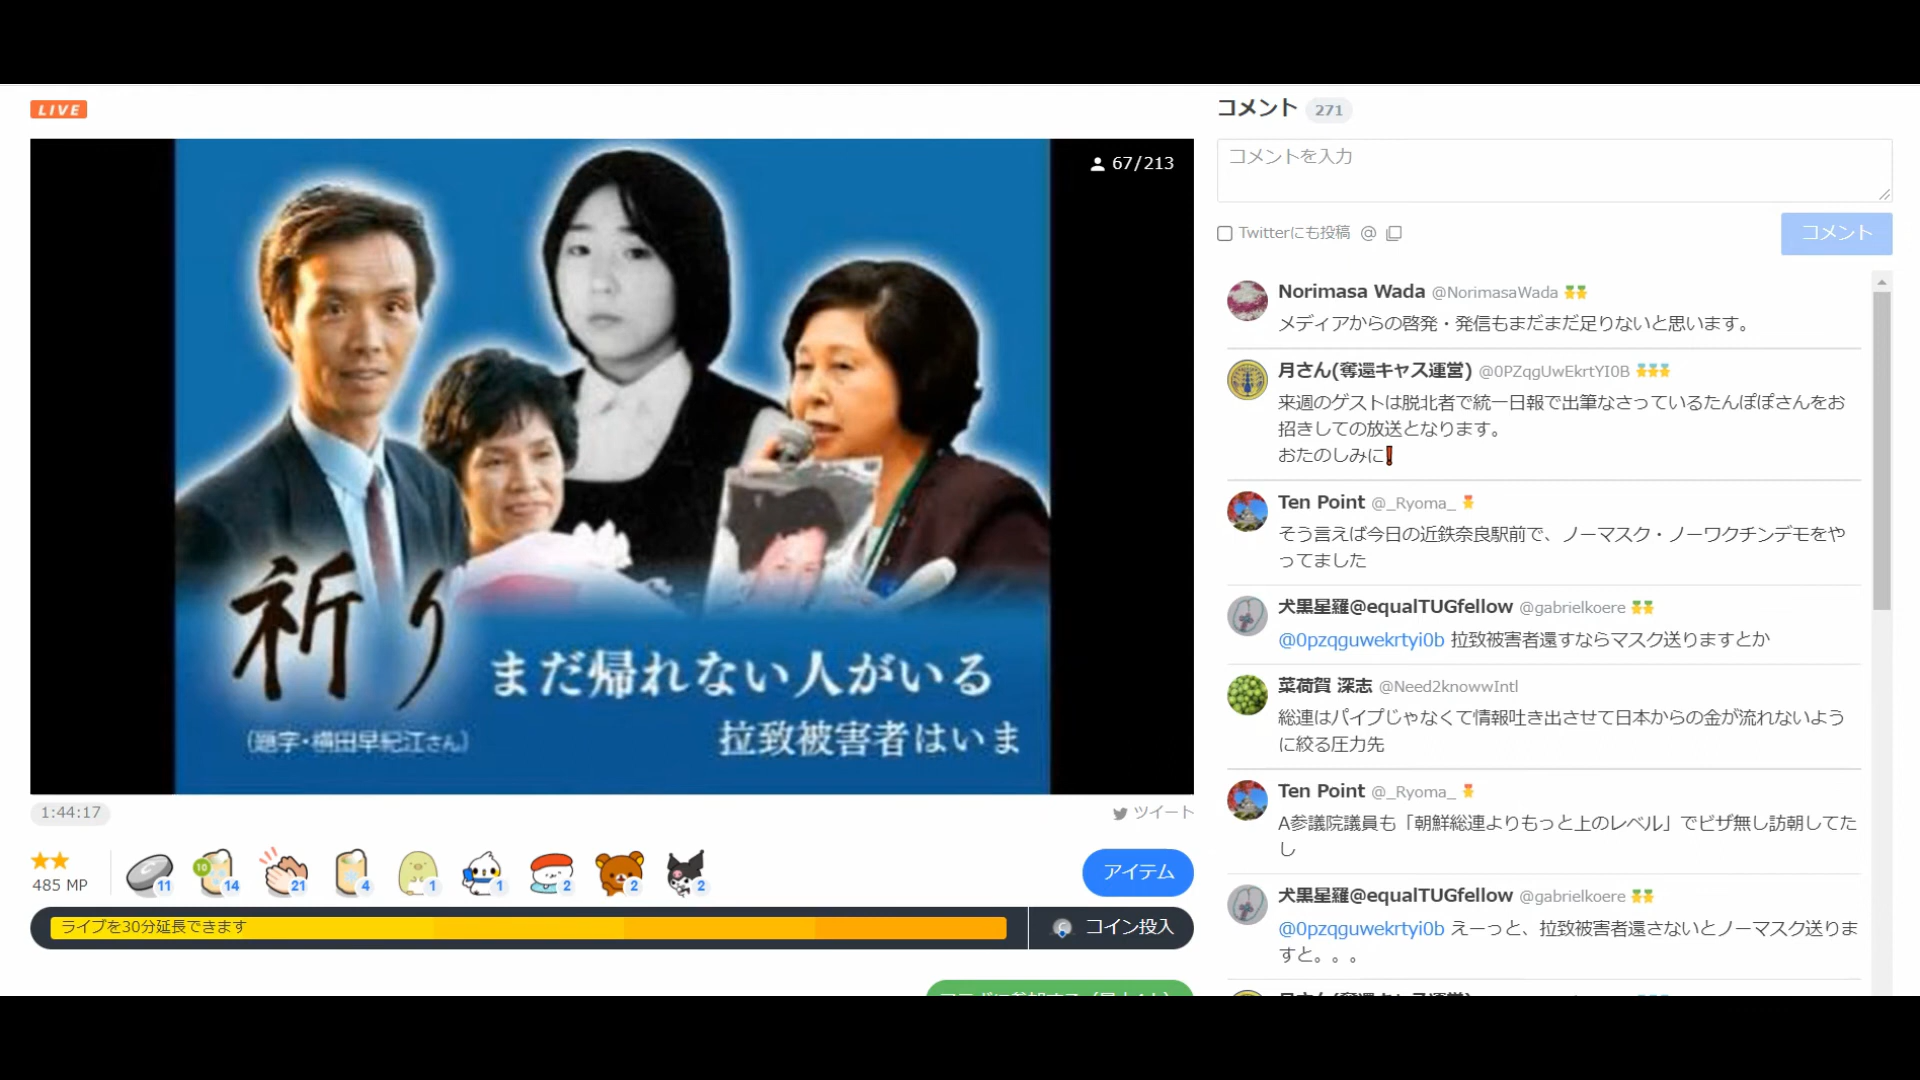 LIVE
67/213
祈り
まだ帰れない人がいる
(題字・横田早紀江さん)
拉致被害者はいま
1:44:17
ツイート
485 MP
11
10
14
21
4
1
1
2
2
2
アイテム
ライブを30分延長できます
コイン投入
コメント 271
コメントを入力
Twitterにも投稿 @
コメント
Norimasa Wada @NorimasaWada
メディアからの啓発・発信もまだまだ足りないと思います。
月さん(奪還キャス運営) @0PZqgUwEkrtYI0B
来週のゲストは脱北者で統一日報で出筆なさっているたんぽぽさんをお
招きしての放送となります。
おたのしみに❗
Ten Point @_Ryoma_
そう言えば今日の近鉄奈良駅前で、ノーマスク・ノーワクチンデモをや
ってました
犬黒星羅@equalTUGfellow @gabrielkoere
@0pzqguwekrtyi0b 拉致被害者還すならマスク送りますとか
菜荷賀 深志 @Need2knowwIntl
総連はパイプじゃなくて情報吐き出させて日本からの金が流れないよう
に絞る圧力先
Ten Point @_Ryoma_
A参議院議員も「朝鮮総連よりもっと上のレベル」でビザ無し訪朝してた
し
犬黒星羅@equalTUGfellow @gabrielkoere
@0pzqguwekrtyi0b えーっと、拉致被害者還さないとノーマスク送りま
すと。。。